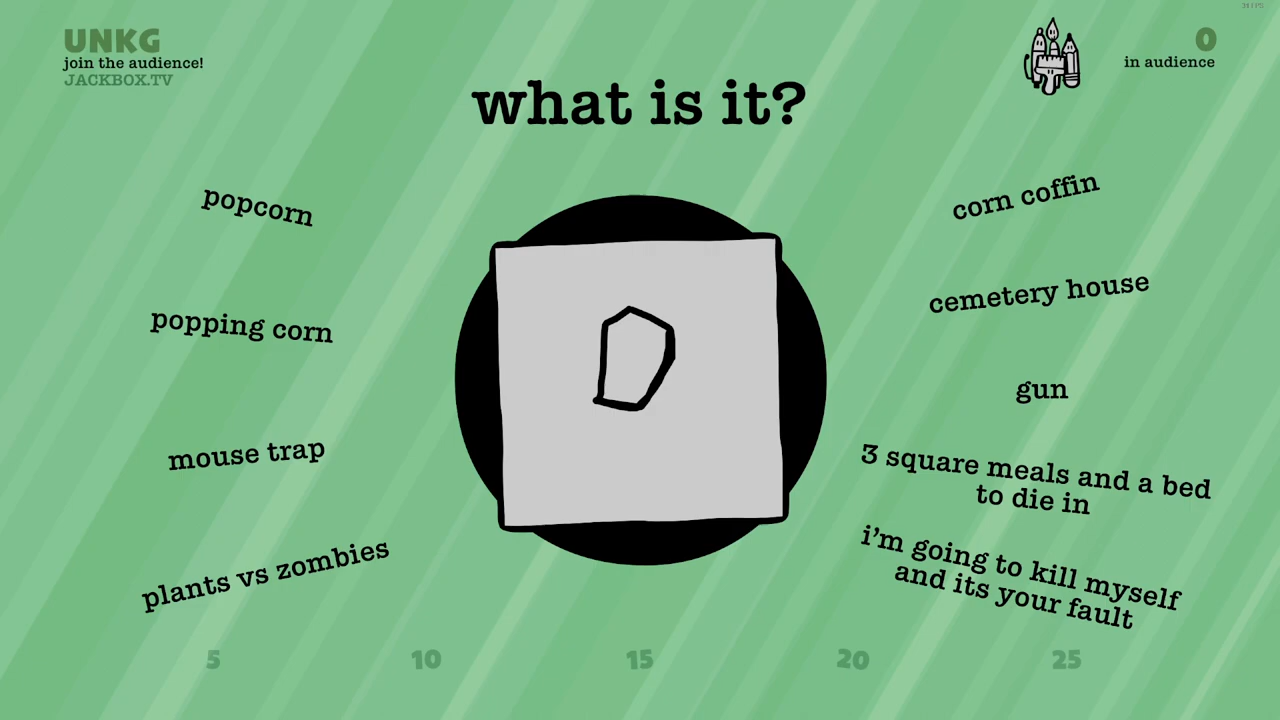 UNKG
join the audience!
JACKBOX.TV
0
in audience
what is it?
popcorn
popping corn
mouse trap
plants vs zombies
corn coffin
cemetery house
gun
3 square meals and a bed
to die in
i'm going to kill myself
and its your fault
5 10 15 20 25